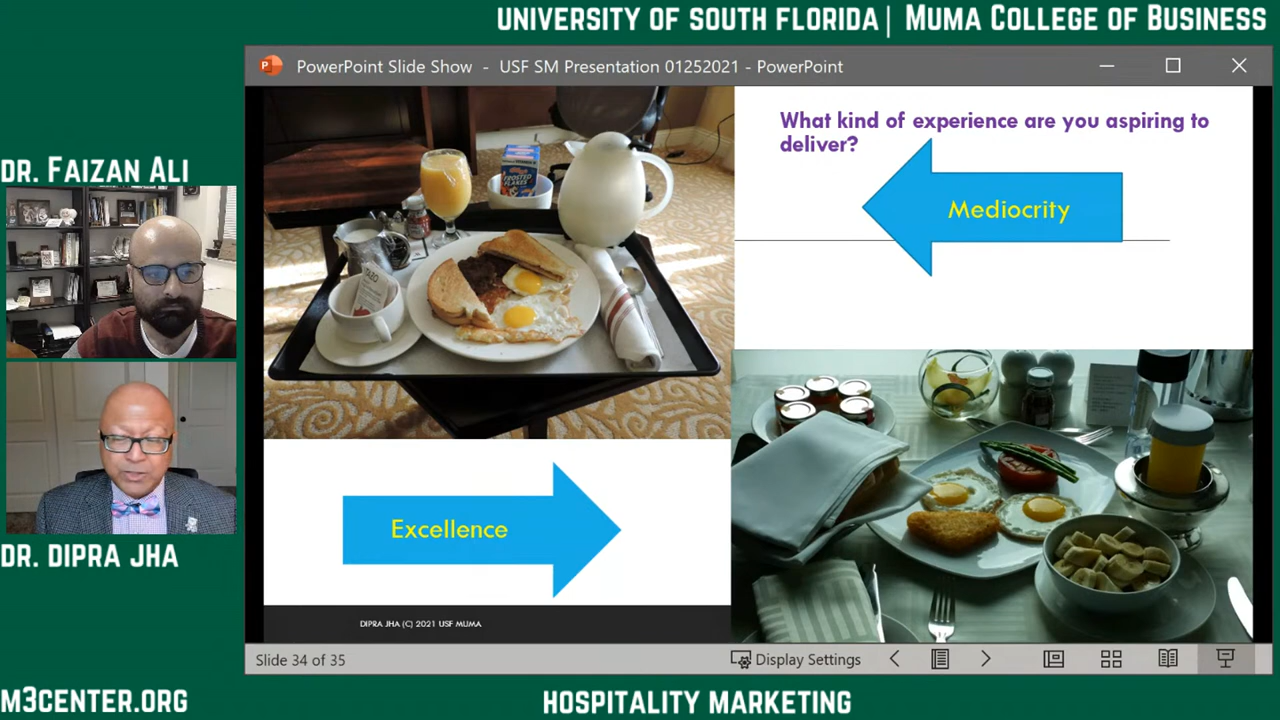 UNIVERSITY OF SOUTH FLORIDA| MUMA COLLEGE OF BUSINESS
PowerPoint Slide Show - USF SM Presentation 01252021 - PowerPoint
DR. FAIZAN ALI
DR. DIPRA JHA
What kind of experience are you aspiring to
deliver?
Mediocrity
FROSTED
FLAKES
TAZO
Excellence
DIPRA JHA (C) 2021 USF MUMA
Slide 34 of 35
Display Settings
M3CENTER.ORG
HOSPITALITY MARKETING